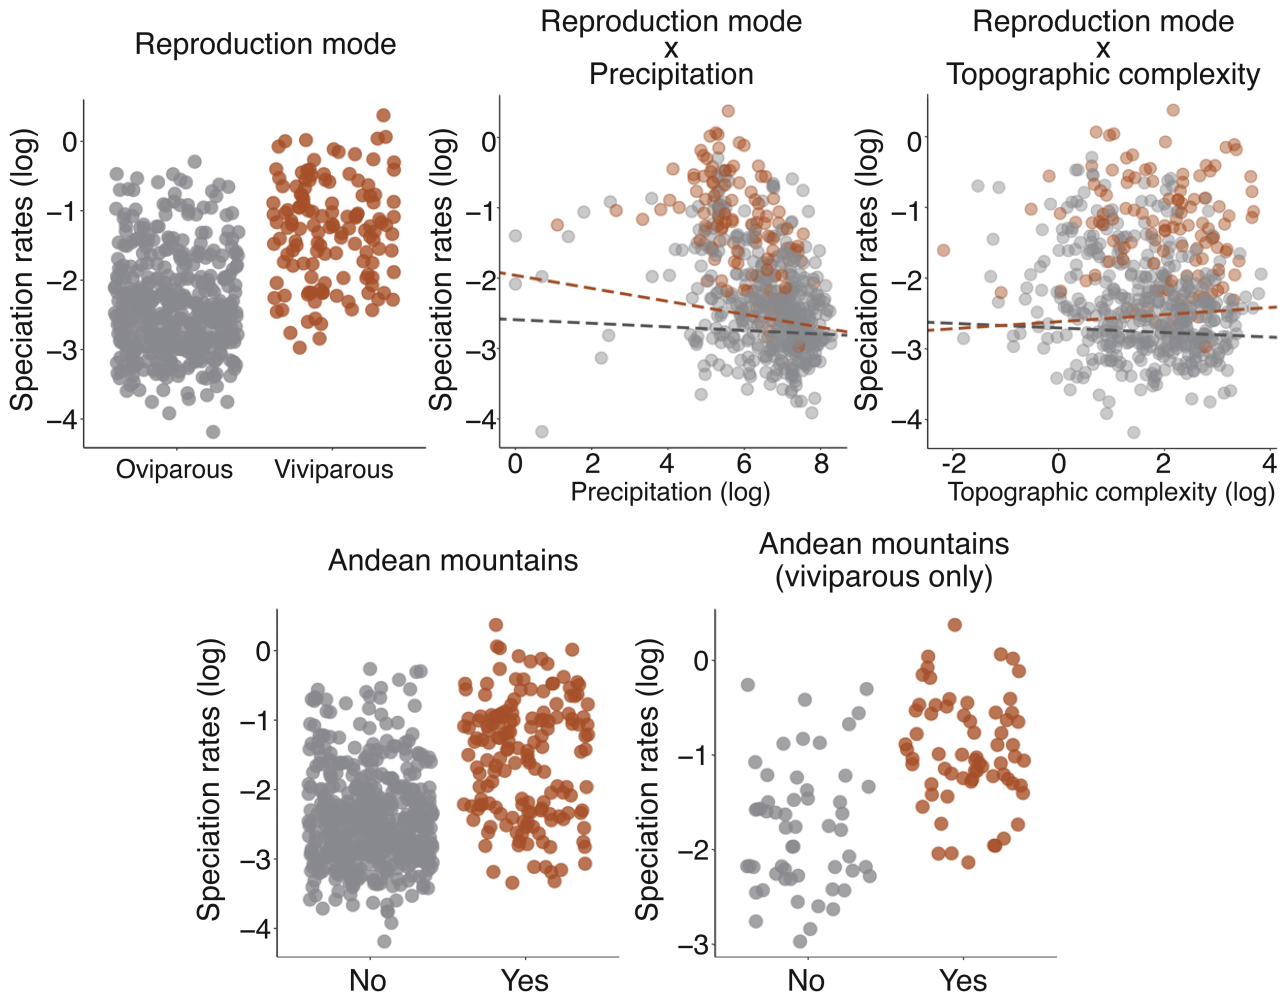 Reproduction mode
Speciation rates (log)
0
−1
−2
−3
−4
Oviparous
Viviparous
Reproduction mode
x
Precipitation
Speciation rates (log)
0
−1
−2
−3
−4
0 2 4 6 8
Precipitation (log)
Reproduction mode
x
Topographic complexity
Speciation rates (log)
0
−1
−2
−3
−4
-2 0 2 4
Topographic complexity (log)
Andean mountains
Speciation rates (log)
0
−1
−2
−3
−4
No Yes
Andean mountains
(viviparous only)
Speciation rates (log)
0
−1
−2
−3
No Yes